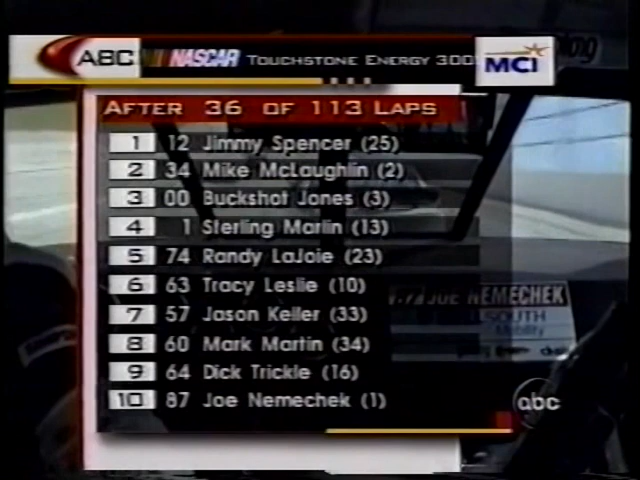 ABC NASCAR TOUCHSTONE ENERGY 300 MCI
AFTER 36 OF 113 LAPS
1 12 Jimmy Spencer (25)
2 34 Mike McLaughlin (2)
3 00 Buckshot Jones (3)
4 1 Sterling Marlin (13)
5 74 Randy LaJoie (23)
6 63 Tracy Leslie (10)
7 57 Jason Keller (33)
8 60 Mark Martin (34)
9 64 Dick Trickle (16)
10 87 Joe Nemechek (1)
JOE NEMECHEK
abc